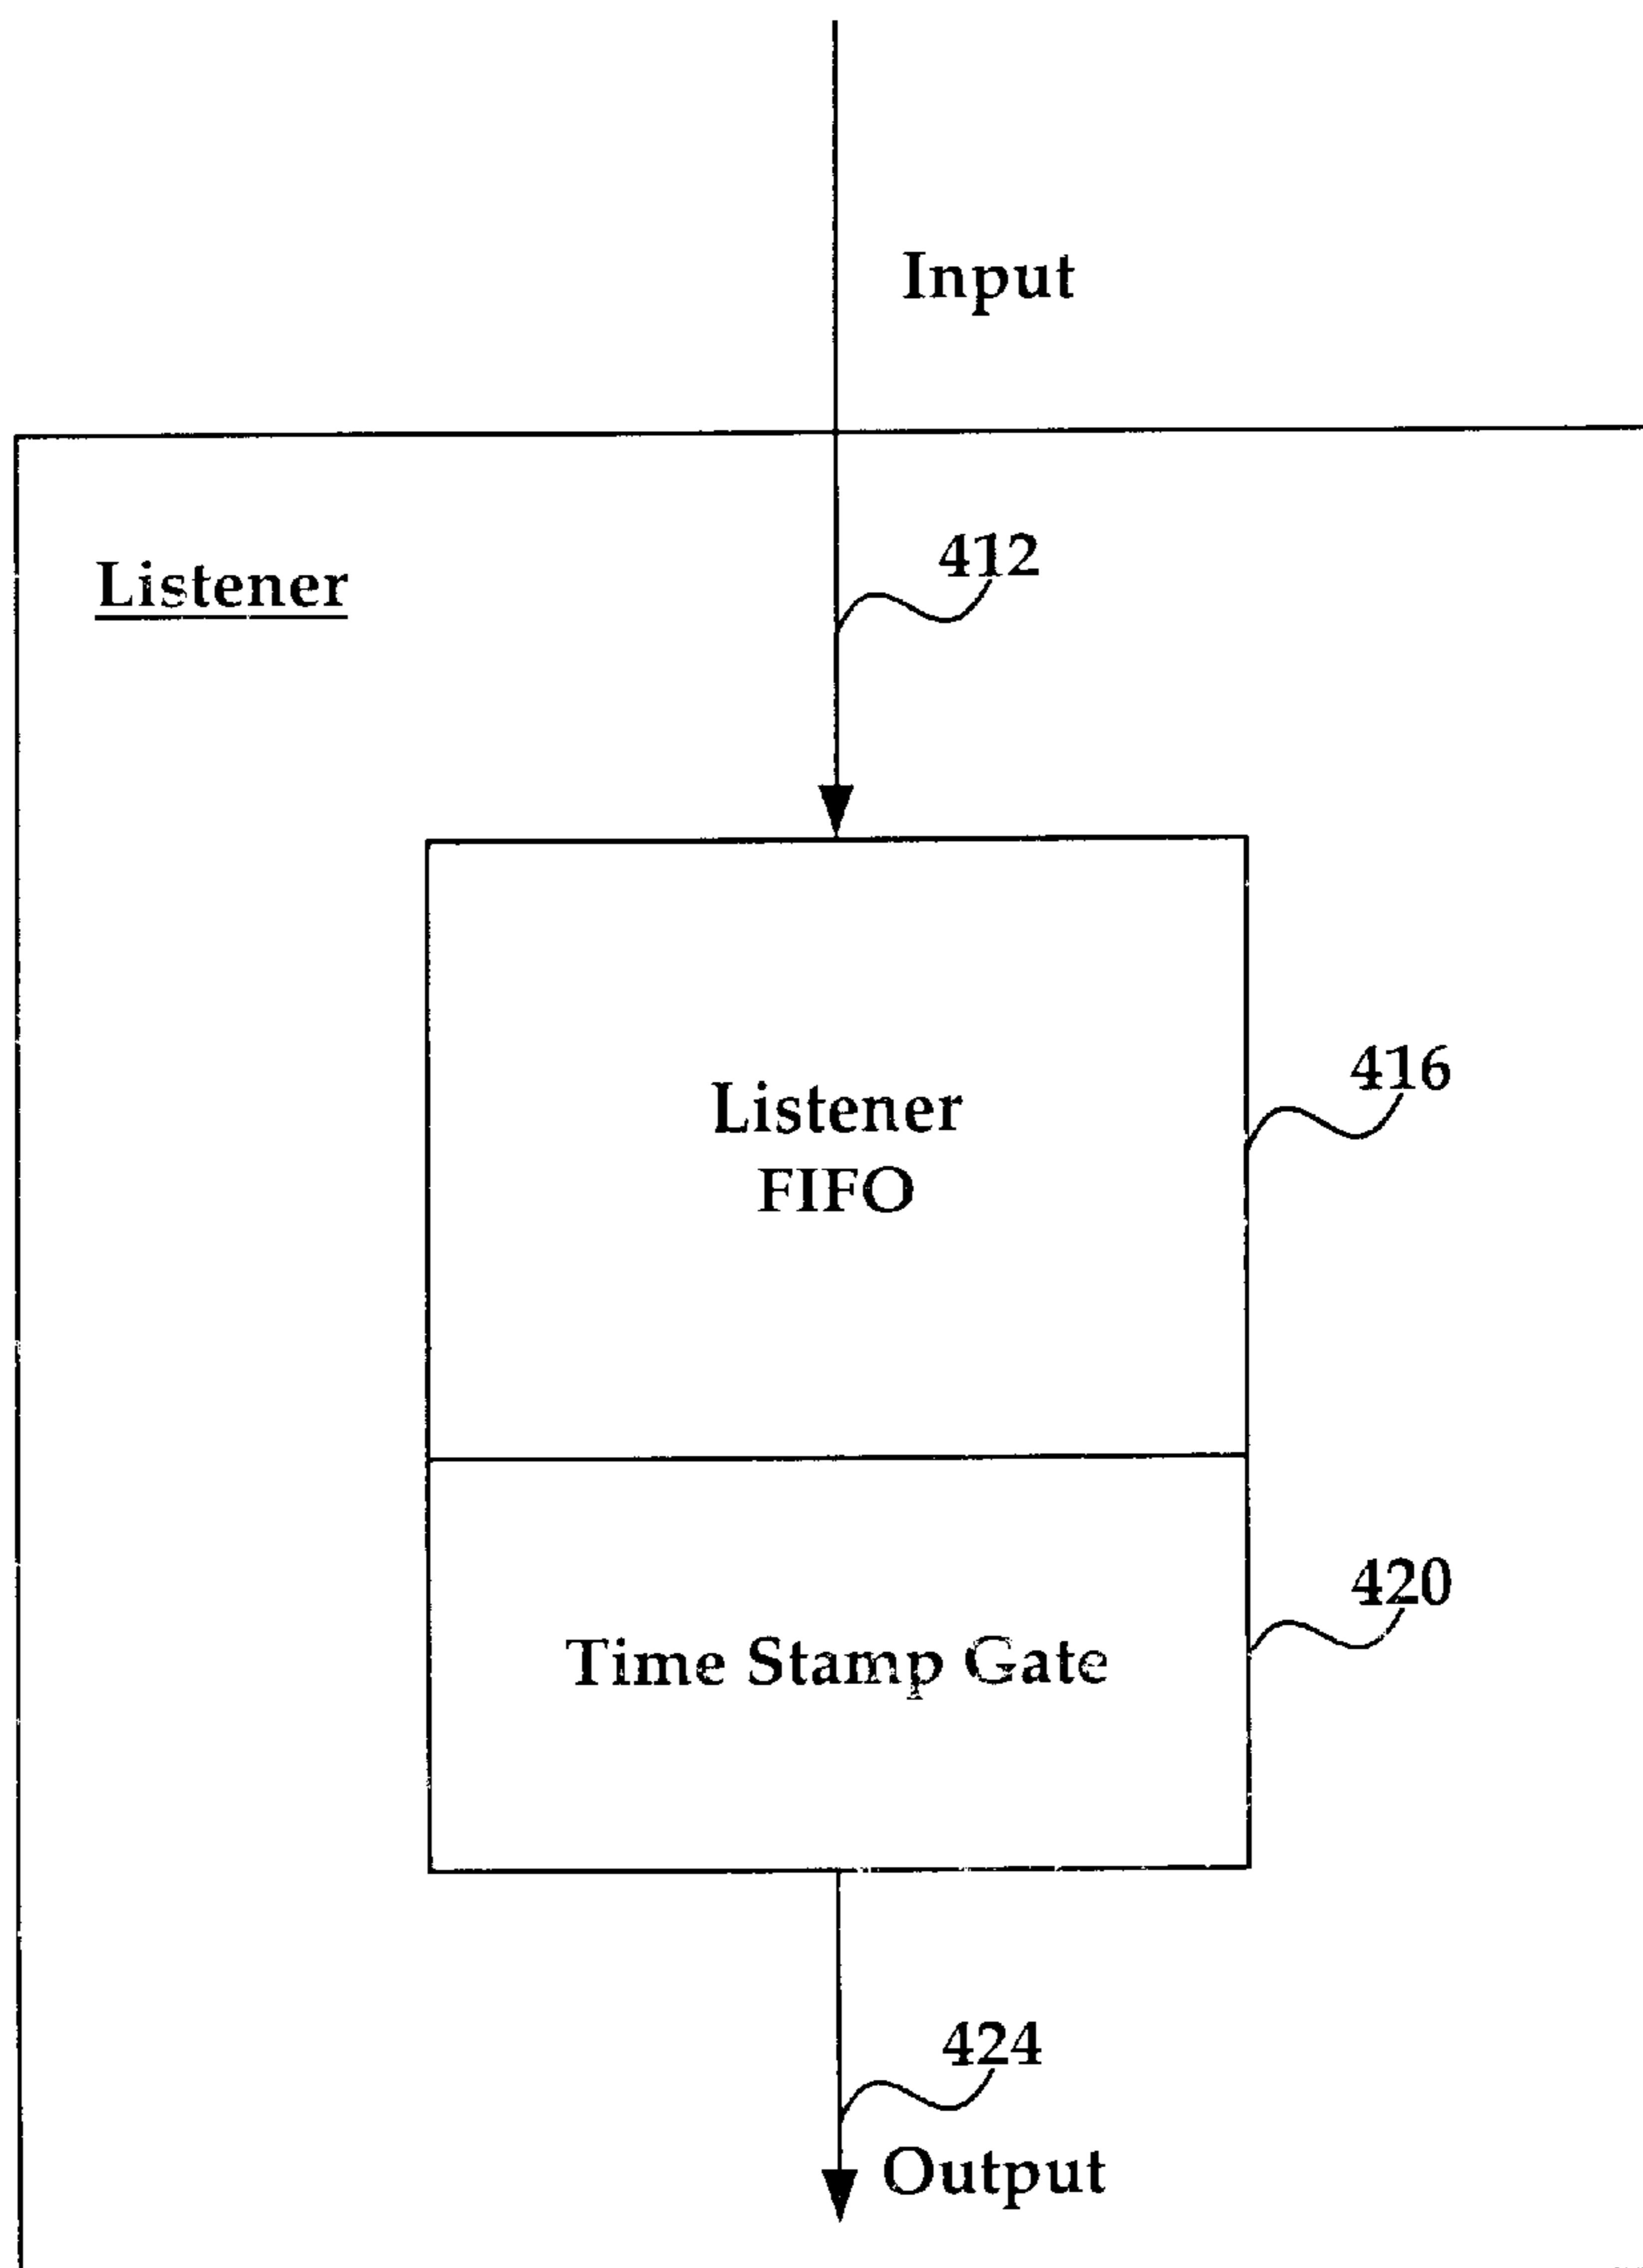 Input
412
Listener
416
Listener
FIFO
420
Time Stamp Gate
424
Output